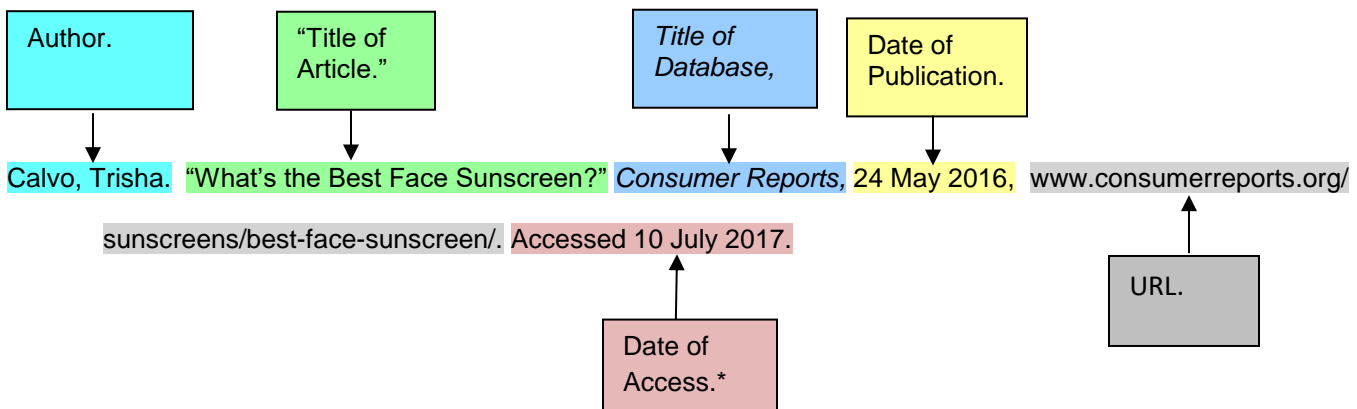 Author.
“Title of
Article.”
Title of
Database,
Date of
Publication.
Calvo, Trisha. “What’s the Best Face Sunscreen?” Consumer Reports, 24 May 2016, www.consumerreports.org/
sunscreens/best-face-sunscreen/. Accessed 10 July 2017.
URL.
Date of
Access.*